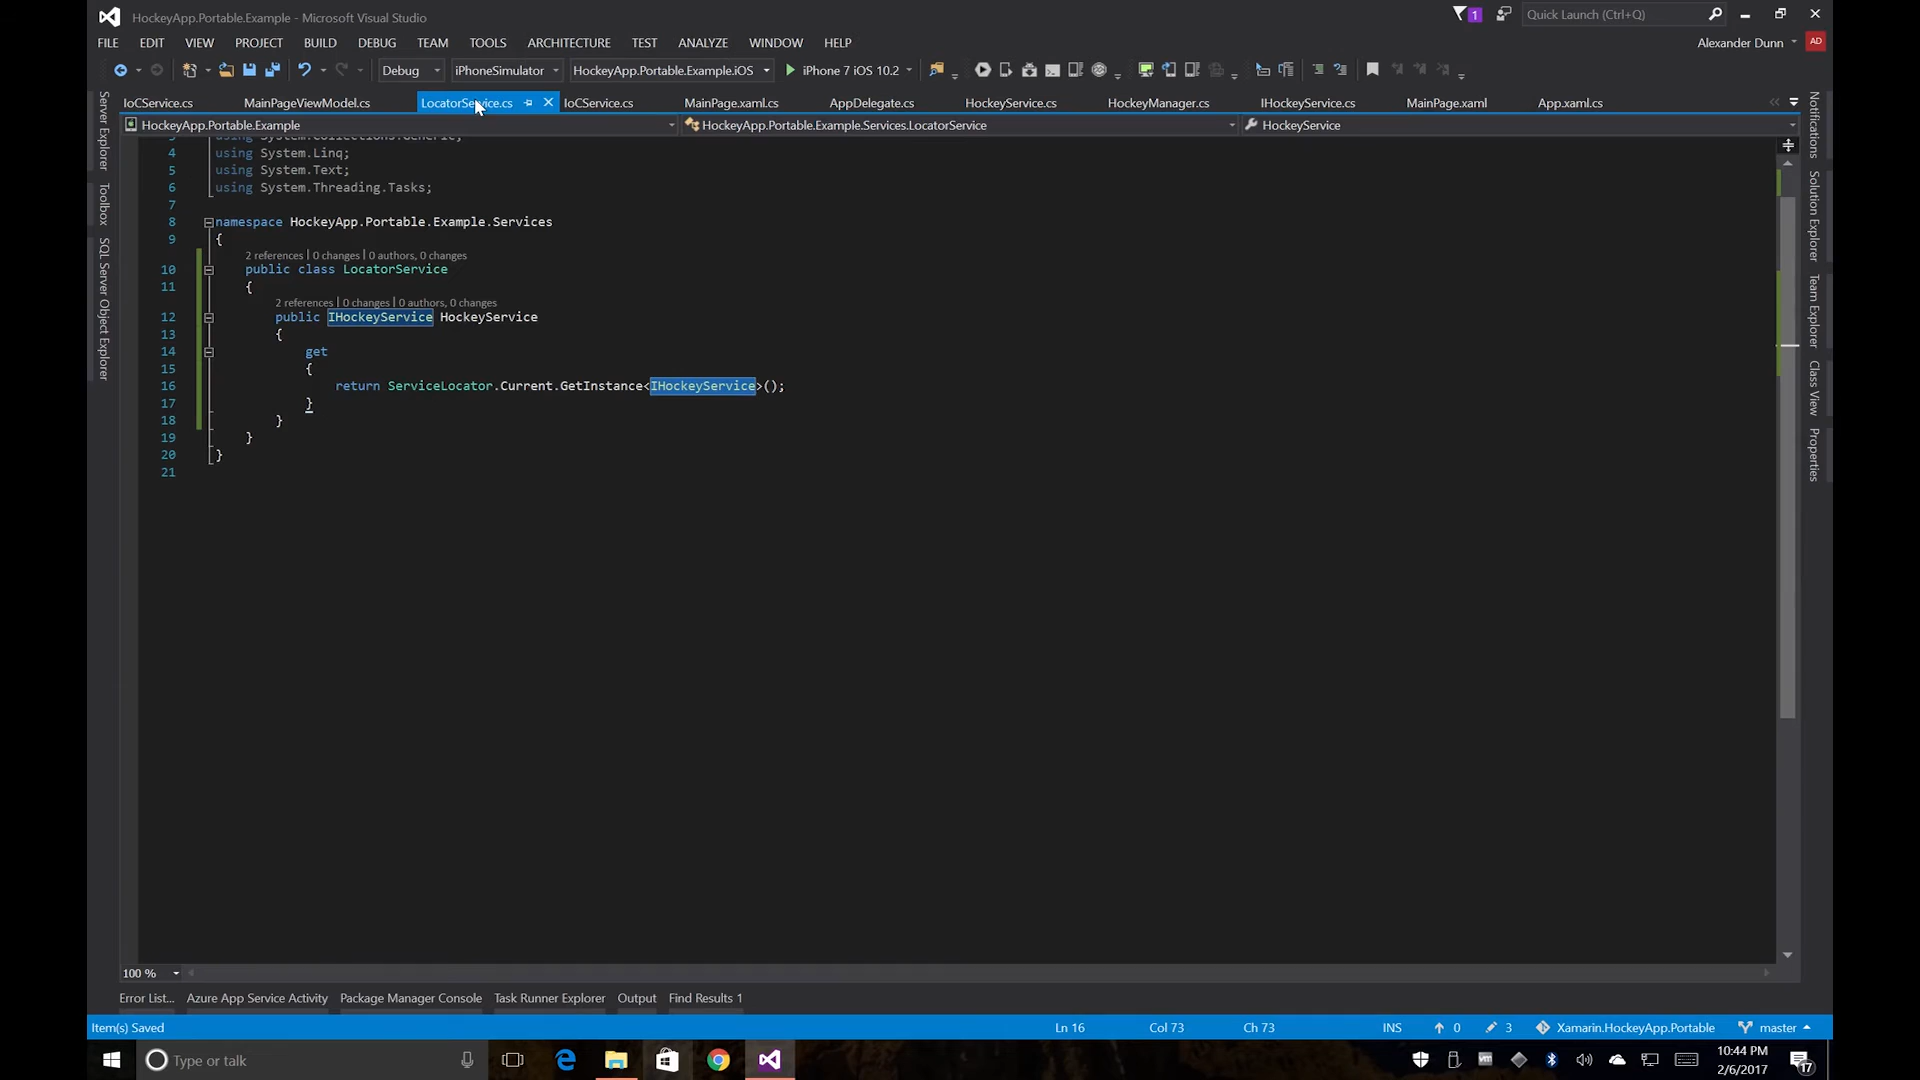 HockeyApp.Portable.Example - Microsoft Visual Studio
1
Quick Launch (Ctrl+Q)
FILE EDIT VIEW PROJECT BUILD DEBUG TEAM TOOLS ARCHITECTURE TEST ANALYZE WINDOW HELP
Alexander Dunn AD
Debug iPhoneSimulator HockeyApp.Portable.Example.iOS iPhone 7 iOS 10.2
IoCService.cs MainPageViewModel.cs LocatorService.cs IoCService.cs MainPage.xaml.cs AppDelegate.cs HockeyService.cs HockeyManager.cs IHockeyService.cs MainPage.xaml App.xaml.cs
HockeyApp.Portable.Example HockeyApp.Portable.Example.Services.LocatorService HockeyService
Server Explorer
Toolbox
SQL Server Object Explorer
using System.Collections.Generic;
4 using System.Linq;
5 using System.Text;
6 using System.Threading.Tasks;
7
8 namespace HockeyApp.Portable.Example.Services
9 {
2 references | 0 changes | 0 authors, 0 changes
10 public class LocatorService
11 {
2 references | 0 changes | 0 authors, 0 changes
12 public IHockeyService HockeyService
13 {
14 get
15 {
16 return ServiceLocator.Current.GetInstance<IHockeyService>();
17 }
18 }
19 }
20 }
21
Notifications
Solution Explorer
Team Explorer
Class View
Properties
100 %
Error List... Azure App Service Activity Package Manager Console Task Runner Explorer Output Find Results 1
Item(s) Saved Ln 16 Col 73 Ch 73 INS 0 3 Xamarin.HockeyApp.Portable master
Type or talk
10:44 PM
2/6/2017
17